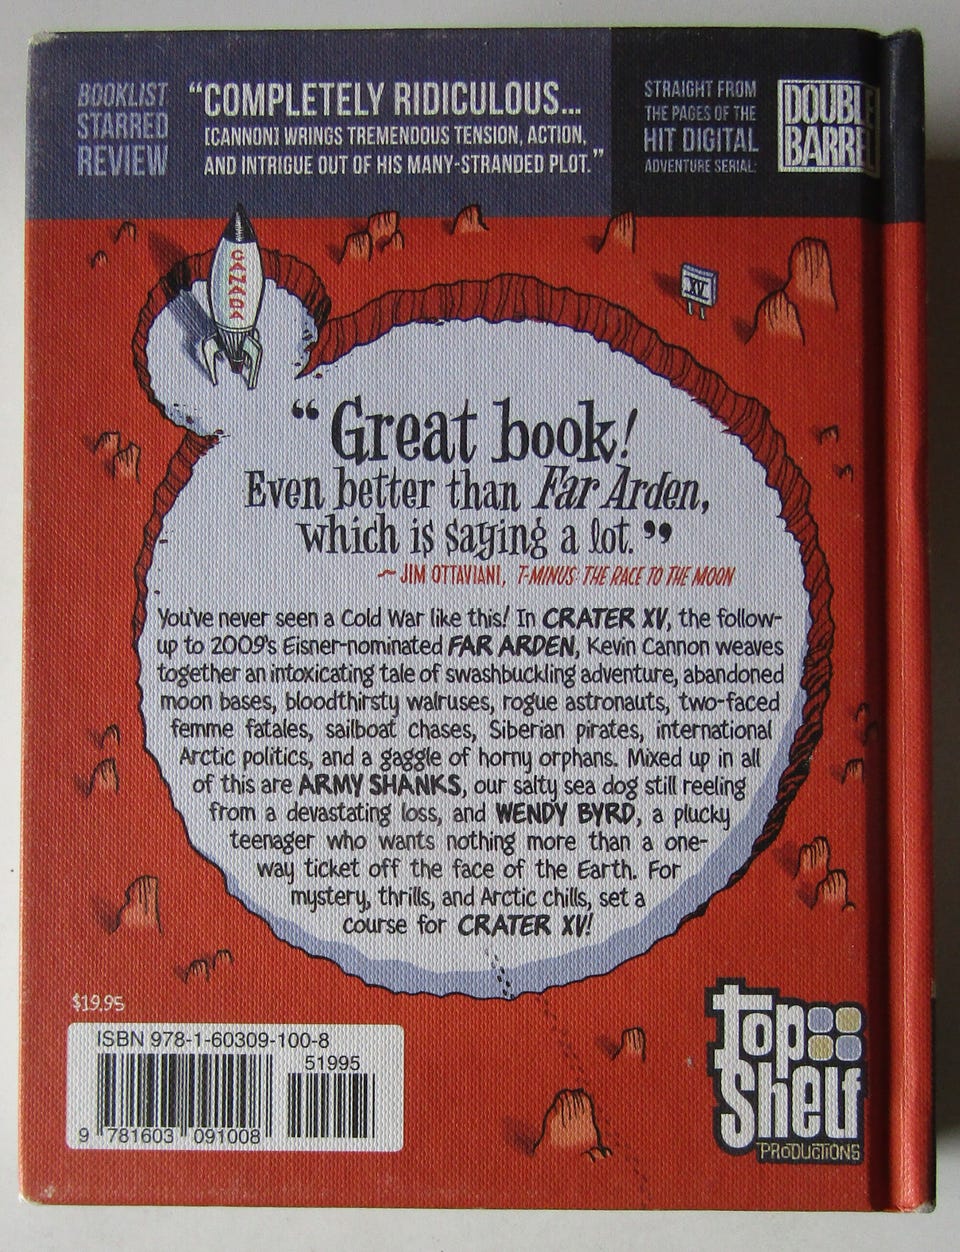 BOOKLIST
STARRED
REVIEW
“COMPLETELY RIDICULOUS...
[CANNON] WRINGS TREMENDOUS TENSION, ACTION,
AND INTRIGUE OUT OF HIS MANY-STRANDED PLOT.”
STRAIGHT FROM
THE PAGES OF THE
HIT DIGITAL
ADVENTURE SERIAL:
DOUBLE
BARREL
CANADA
XV
“Great book!
Even better than Far Arden,
which is saying a lot.”
~ JIM OTTAVIANI, T-MINUS: THE RACE TO THE MOON
You've never seen a Cold War like this! In CRATER XV, the follow-
up to 2009's Eisner-nominated FAR ARDEN, Kevin Cannon weaves
together an intoxicating tale of swashbuckling adventure, abandoned
moon bases, bloodthirsty walruses, rogue astronauts, two-faced
femme fatales, sailboat chases, Siberian pirates, international
Arctic politics, and a gaggle of horny orphans. Mixed up in all
of this are ARMY SHANKS, our salty sea dog still reeling
from a devastating loss, and WENDY BYRD, a plucky
teenager who wants nothing more than a one-
way ticket off the face of the Earth. For
mystery, thrills, and Arctic chills, set a
course for CRATER XV!
$19.95
ISBN 978-1-60309-100-8
51995
9 781603 091008
top
Shelf
PRODUCTIONS